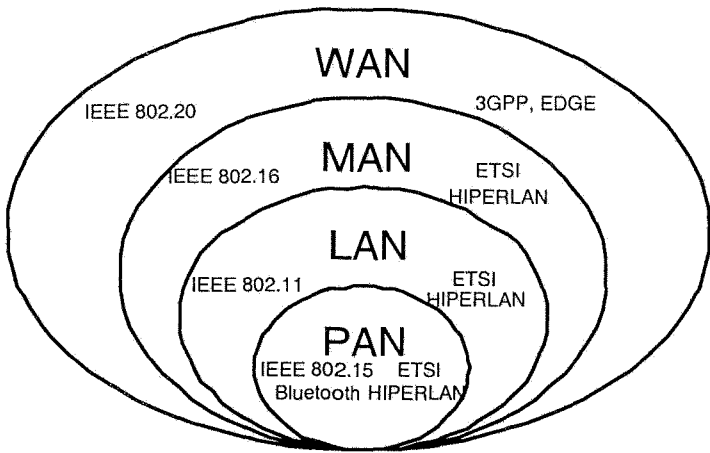 WAN
IEEE 802.20
3GPP, EDGE
MAN
IEEE 802.16
ETSI
HIPERLAN
LAN
IEEE 802.11
ETSI
HIPERLAN
PAN
IEEE 802.15 ETSI
Bluetooth HIPERLAN